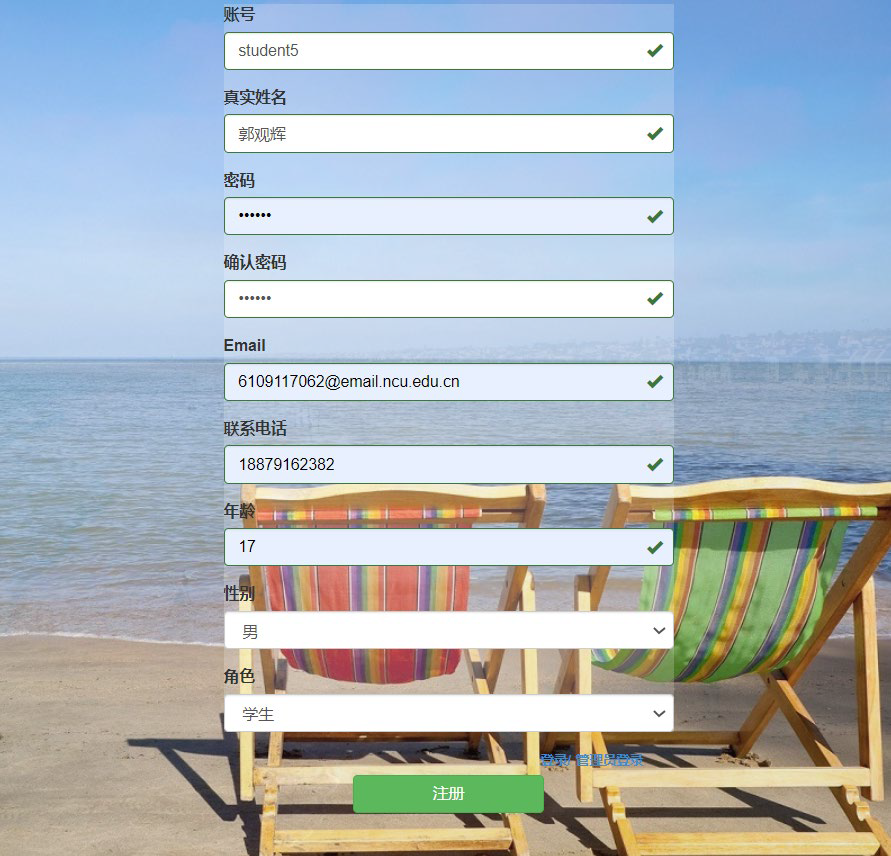 账号
student5
真实姓名
郭观辉
密码
••••••
确认密码
••••••
Email
6109117062@email.ncu.edu.cn
联系电话
18879162382
年龄
17
性别
男
角色
学生
登录/ 管理员登录
注册